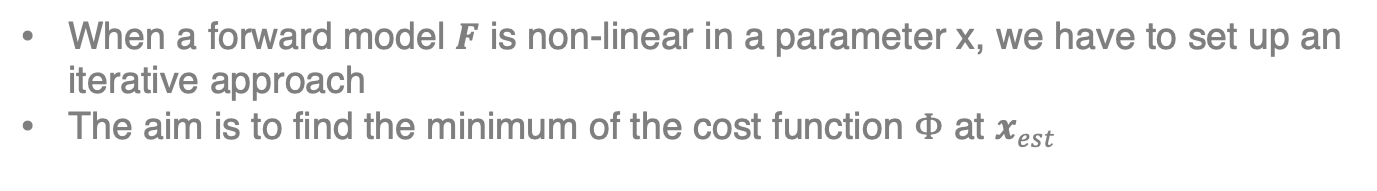 • When a forward model F is non-linear in a parameter x, we have to set up an
iterative approach
• The aim is to find the minimum of the cost function Φ at x_est